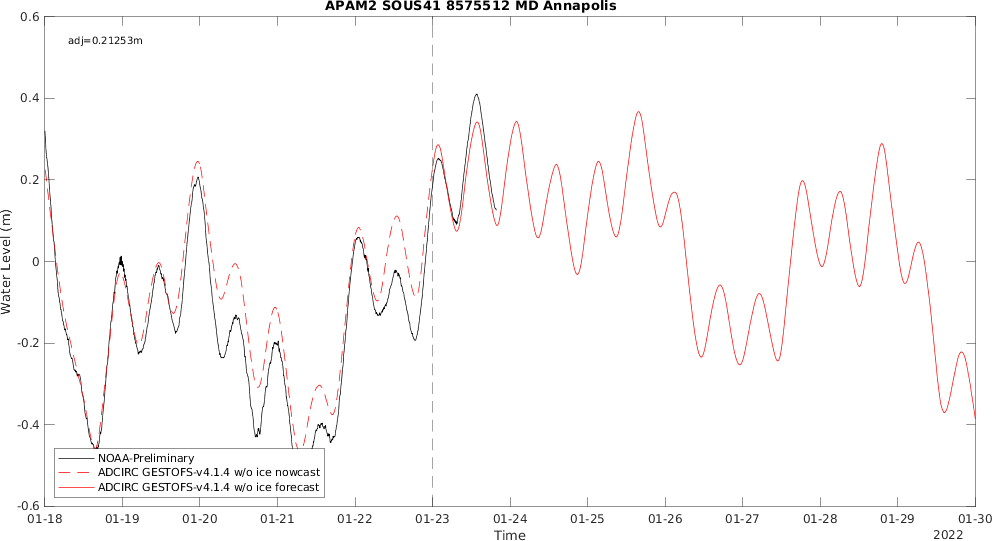 APAM2 SOUS41 8575512 MD Annapolis
adj=0.21253m
0.6
0.4
0.2
0
-0.2
-0.4
-0.6
Water Level (m)
NOAA-Preliminary
ADCIRC GESTOFS-v4.1.4 w/o ice nowcast
ADCIRC GESTOFS-v4.1.4 w/o ice forecast
01-18 01-19 01-20 01-21 01-22 01-23 01-24 01-25 01-26 01-27 01-28 01-29 01-30
Time
2022